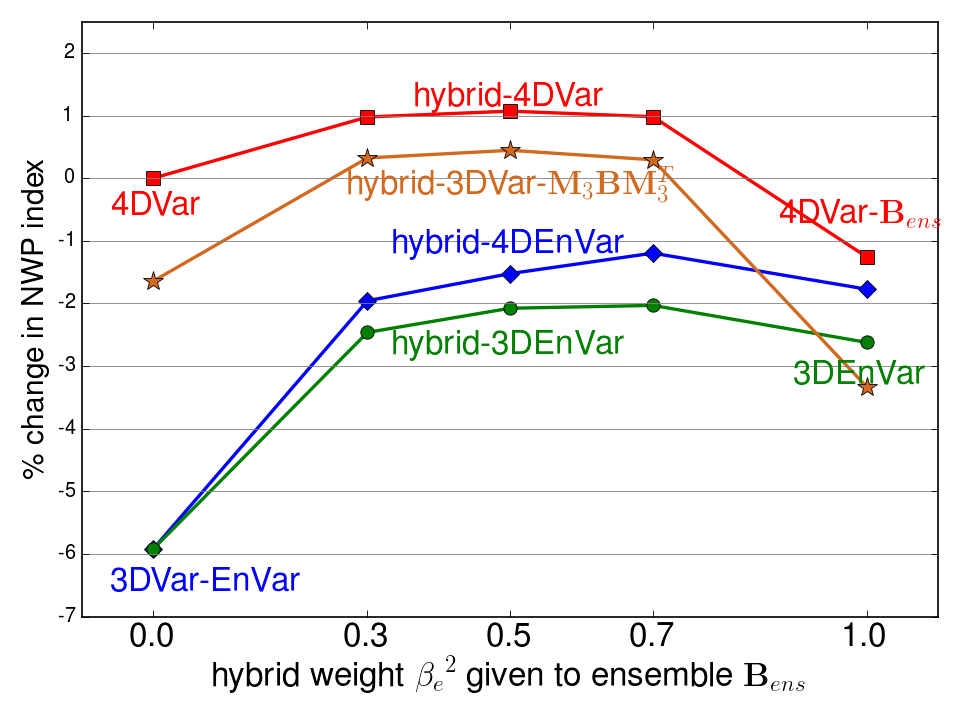 % change in NWP index
2
1
0
-1
-2
-3
-4
-5
-6
-7
hybrid-4DVar
4DVar
hybrid-3DVar-M₃BM₃ᵀ
4DVar-B_ens
hybrid-4DEnVar
hybrid-3DEnVar
3DEnVar
3DVar-EnVar
0.0 0.3 0.5 0.7 1.0
hybrid weight βₑ² given to ensemble B_ens